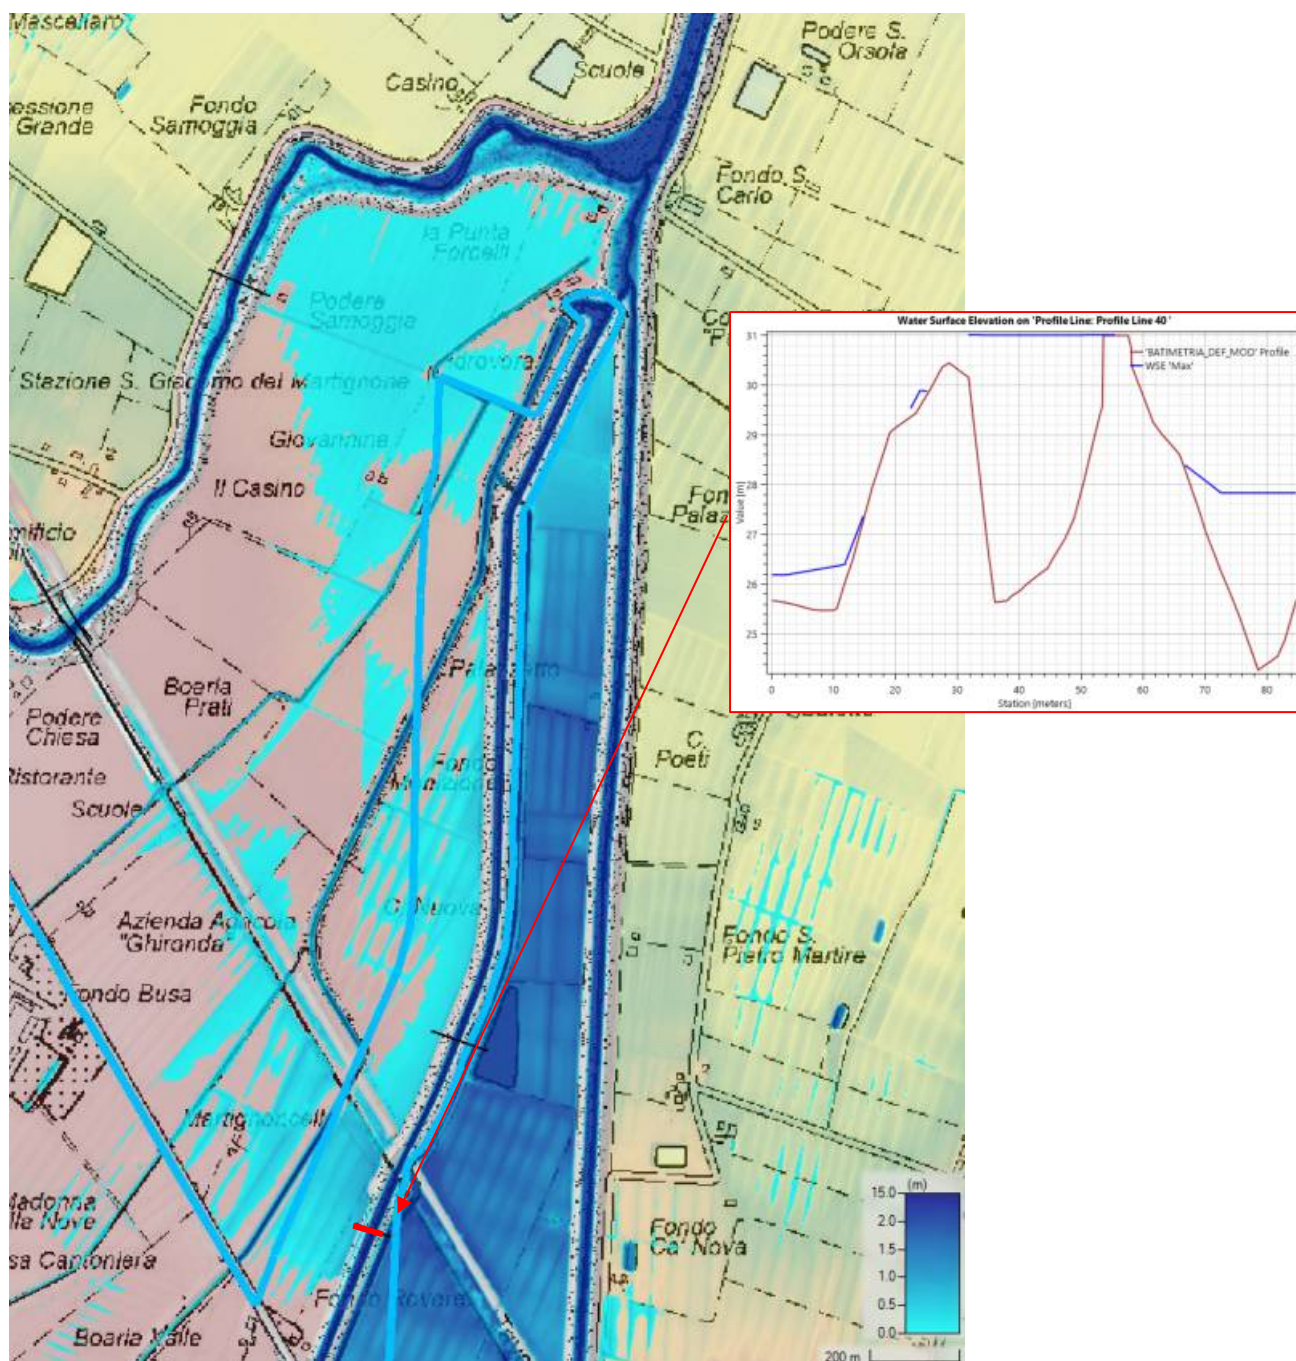 Mascellaro
Podere S.
Orsola
Scuole
Casino
Fondo
Samoggia
essione
Grande
Fondo S.
Carlo
la Punta
Forcelli
Podere
Samoggia
Idrovora
Stazione S. Giacomo del Martignone
Giovannina
Il Casino
Fon
Palaz
mificio
Water Surface Elevation on 'Profile Line: Profile Line 40 '
'BATIMETRIA_DEF_MOD' Profile
WSE 'Max'
31
30
29
28
27
26
25
Value [m]
0 10 20 30 40 50 60 70 80
Station [meters]
Palazzetto
Boaria
Prati
Podere
Chiesa
Ristorante
Scuole
Fondo
C.
Poeti
Azienda Agricola
"Ghironda"
C. Nuova
Fondo S.
Pietro Martire
Fondo Busa
Martignoncello
Madonna
lla Nove
sa Cantoniera
Fondo
Ca' Nova
Fondo Rovere
Boaria Valle
(m)
15.0
2.0
1.5
1.0
0.5
0.0
200 m